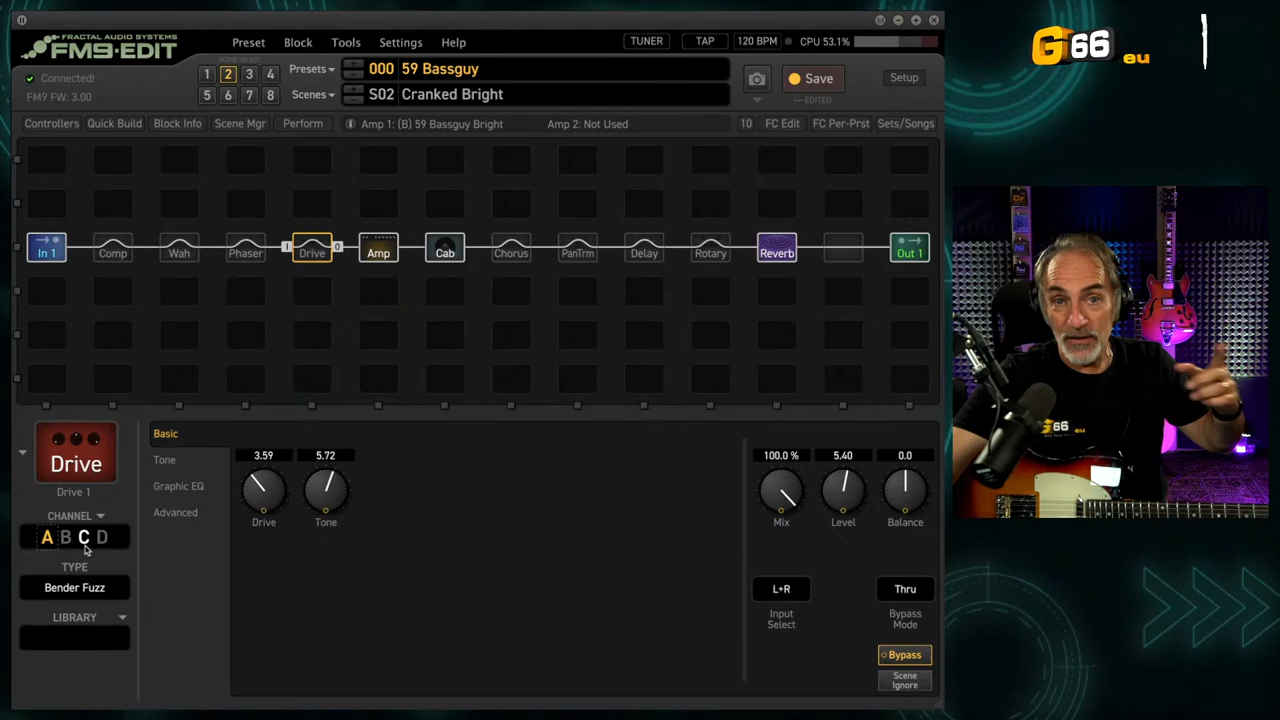 FRACTAL AUDIO SYSTEMS
FM9-EDIT
Preset Block Tools Settings Help
TUNER TAP 120 BPM CPU 53.1%
Connected!
FM9 FW: 3.00
SCENE SELECT
1 2 3 4
5 6 7 8
Presets 000 59 Bassguy
Scenes S02 Cranked Bright
Save
EDITED
Setup
Controllers Quick Build Block Info Scene Mgr Perform Amp 1: (B) 59 Bassguy Bright Amp 2: Not Used 10 FC Edit FC Per-Prst Sets/Songs
In 1 Comp Wah Phaser Drive Amp Cab Chorus PanTrm Delay Rotary Reverb Out 1
Drive
Drive 1
CHANNEL
A B C D
TYPE
Bender Fuzz
LIBRARY
Basic
Tone
Graphic EQ
Advanced
3.59 5.72
Drive Tone
100.0 % 5.40 0.0
Mix Level Balance
L+R Thru
Input Select
Bypass Mode
Bypass
Scene Ignore
G66 eu
G66 eu